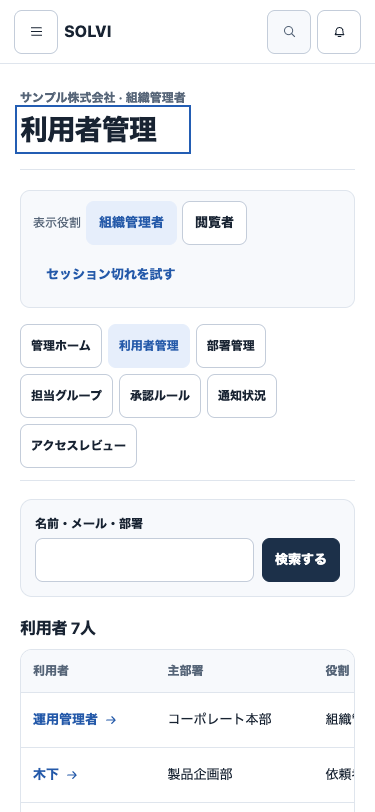 SOLVI
サンプル株式会社 · 組織管理者
利用者管理
表示役割 組織管理者 閲覧者
セッション切れを試す
管理ホーム 利用者管理 部署管理
担当グループ 承認ルール 通知状況
アクセスレビュー
名前・メール・部署
検索する
利用者 7人
利用者 主部署 役割
運用管理者 → コーポレート本部 組織
木下 → 製品企画部 依頼